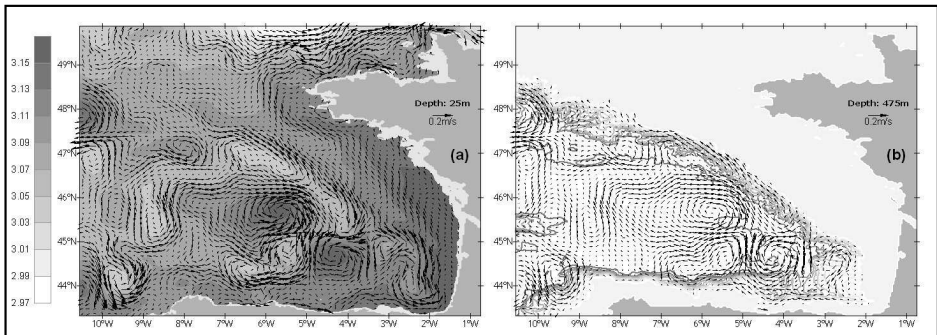 3.15
3.13
3.11
3.09
3.07
3.05
3.03
3.01
2.99
2.97
49°N
48°N
47°N
46°N
45°N
44°N
10°W 9°W 8°W 7°W 6°W 5°W 4°W 3°W 2°W 1°W
Depth: 25m
0.2m/s
(a)
49°N
48°N
47°N
46°N
45°N
44°N
10°W 9°W 8°W 7°W 6°W 5°W 4°W 3°W 2°W 1°W
Depth: 475m
0.2m/s
(b)